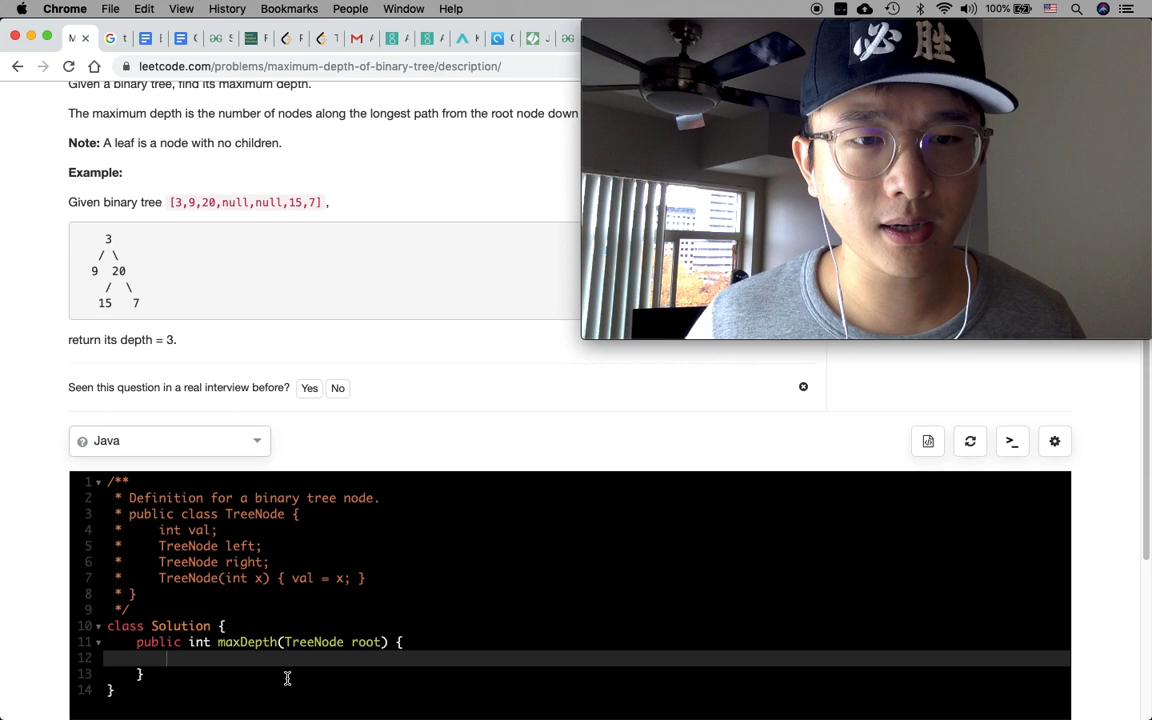 Chrome File Edit View History Bookmarks People Window Help 100%
leetcode.com/problems/maximum-depth-of-binary-tree/description/
Given a binary tree, find its maximum depth.
The maximum depth is the number of nodes along the longest path from the root node down
Note: A leaf is a node with no children.
Example:
Given binary tree [3,9,20,null,null,15,7],
3
/ \
9 20
/ \
15 7
return its depth = 3.
Seen this question in a real interview before? Yes No
Java
1 /**
2 * Definition for a binary tree node.
3 * public class TreeNode {
4 * int val;
5 * TreeNode left;
6 * TreeNode right;
7 * TreeNode(int x) { val = x; }
8 * }
9 */
10 class Solution {
11 public int maxDepth(TreeNode root) {
12
13 }
14 }
必勝